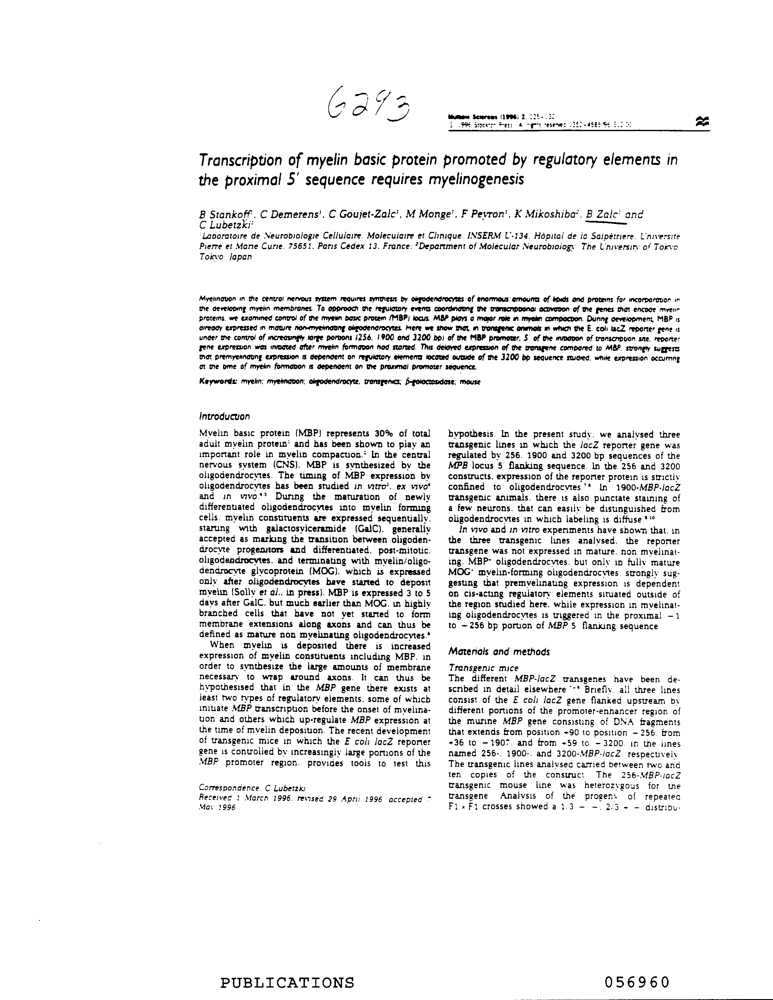 6293
Multiple Sclerosis (1996) 2, 125-132
Transcription of myelin basic protein promoted by regulatory elements in
the proximal 5' sequence requires myelinogenesis
B Stankoff, C Demerens¹, C Goujet-Zalc¹, M Monge¹, F Peyron¹, K Mikoshiba², B Zalc¹ and
C Lubetzki¹
¹Laboratoire de Neurobiologie Cellulaire, Moleculaire et Clinique, INSERM U-134, Hôpital de la Salpêtrière, Universite
Pierre et Marie Curie, 75651, Paris Cedex 13, France; ²Department of Molecular Neurobiology The University of Tokyo
Tokyo Japan
Myelination in the central nervous system requires synthesis by oligodendrocytes of enormous amounts of lipids and proteins for incorporation in
the developing myelin membranes. To approach the regulatory events coordinating the transcriptional activation of the genes that encode myelin
proteins, we examined control of the myelin basic protein (MBP) locus. MBP plays a major role in myelin compaction. During development, MBP is
already expressed in mature non-myelinating oligodendrocytes. Here we show that, in transgenic animals in which the E. coli lacZ reporter gene is
under the control of increasingly large portions (256, 1900 and 3200 bp) of the MBP promoter, 5' of the initiation of transcription site, reporter
gene expression was initiated after myelin formation had started. This delayed expression of the transgene compared to MBP, strongly suggests
that premyelinating expression is dependent on regulatory elements located outside of the 3200 bp sequence studied, while expression occurring
at the time of myelin formation is dependent on the proximal promoter sequence.
Keywords: myelin; myelination; oligodendrocyte, transgenics; β-galactosidase; mouse
Introduction
Myelin basic protein (MBP) represents 30% of total
adult myelin protein¹ and has been shown to play an
important role in myelin compaction.² In the central
nervous system (CNS), MBP is synthesized by the
oligodendrocytes. The timing of MBP expression by
oligodendrocytes has been studied in vitro³, ex vivo⁴
and in vivo.⁴,⁵ During the maturation of newly
differentiated oligodendrocytes into myelin forming
cells, myelin constituents are expressed sequentially,
starting with galactosylceramide (GalC), generally
accepted as marking the transition between oligoden-
drocyte progenitors and differentiated, post-mitotic,
oligodendrocytes, and terminating with myelin/oligo-
dendrocyte glycoprotein (MOG), which is expressed
only after oligodendrocytes have started to deposit
myelin (Solly et al., in press). MBP is expressed 3 to 5
days after GalC, but much earlier than MOG, in highly
branched cells that have not yet started to form
membrane extensions along axons and can thus be
defined as mature non myelinating oligodendrocytes.⁶
When myelin is deposited there is increased
expression of myelin constituents including MBP, in
order to synthesize the large amounts of membrane
necessary to wrap around axons. It can thus be
hypothesised that in the MBP gene there exists at
least two types of regulatory elements, some of which
initiate MBP transcription before the onset of myelina-
tion and others which up-regulate MBP expression at
the time of myelin deposition. The recent development
of transgenic mice in which the E coli lacZ reporter
gene is controlled by increasingly large portions of the
MBP promoter region, provides tools to test this
Correspondence C Lubetzki
Received 1 March 1996, revised 29 April 1996 accepted 7
May 1996
hypothesis. In the present study, we analysed three
transgenic lines in which the lacZ reporter gene was
regulated by 256, 1900 and 3200 bp sequences of the
MPB locus 5' flanking sequence. In the 256 and 3200
constructs, expression of the reporter protein is strictly
confined to oligodendrocytes In 1900-MBP-lacZ
transgenic animals, there is also punctate staining of
a few neurons, that can easily be distinguished from
oligodendrocytes in which labeling is diffuse
In vivo and in vitro experiments have shown that, in
the three transgenic lines analysed, the reporter
transgene was not expressed in mature, non myelinat-
ing, MBP⁺ oligodendrocytes, but only in fully mature
MOG⁺ myelin-forming oligodendrocytes, strongly sug-
gesting that premyelinating expression is dependent
on cis-acting regulatory elements situated outside of
the region studied here, while expression in myelinat-
ing oligodendrocytes is triggered in the proximal -1
to -256 bp portion of MBP 5' flanking sequence.
Materials and methods
Transgenic mice
The different MBP-lacZ transgenes have been de-
scribed in detail elsewhere Briefly, all three lines
consist of the E coli lacZ gene flanked upstream by
different portions of the promoter-enhancer region of
the murine MBP gene consisting of DNA fragments
that extends from position +90 to position -256, from
+36 to -1907, and from +59 to -3200, in the lines
named 256-, 1900- and 3200-MBP-lacZ respectively
The transgenic lines analysed carried between two and
ten copies of the construct. The 256-MBP-lacZ
transgenic mouse line was heterozygous for the
transgene Analysis of the progeny of repeated
F1 × F1 crosses showed a 1/3 - -, 2/3 + - distribu-
PUBLICATIONS
056960